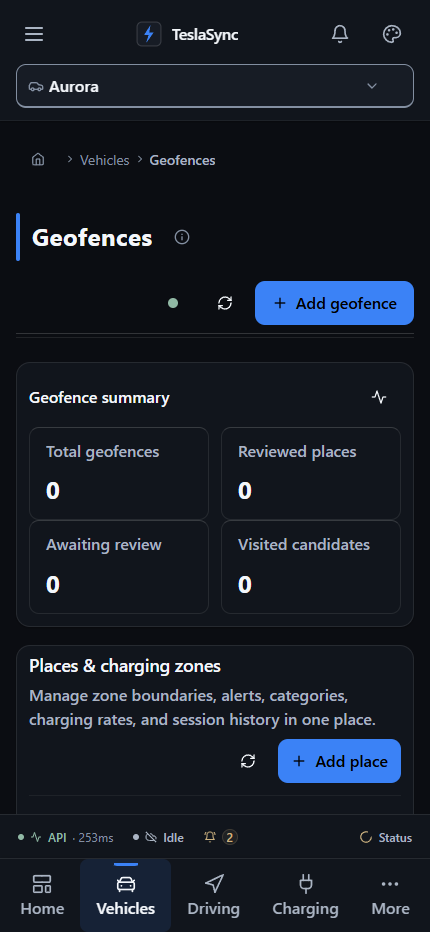 TeslaSync
Aurora
Vehicles
Geofences
Geofences
+ Add geofence
Geofence summary
Total geofences
0
Reviewed places
0
Awaiting review
0
Visited candidates
0
Places & charging zones
Manage zone boundaries, alerts, categories,
charging rates, and session history in one place.
+ Add place
API · 253ms
Idle
2
Status
Home
Vehicles
Driving
Charging
More